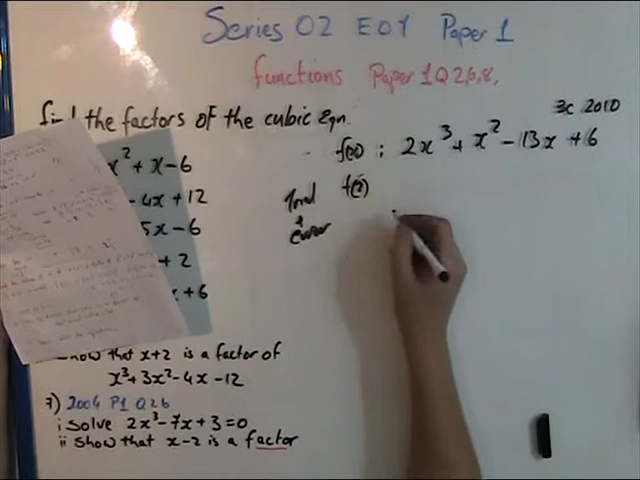 Series 02 E01 Paper 1
functions Paper 1 Q2,6,8,
find the factors of the cubic Eqn.
3c 2010
f(x) : 2x³ + x² - 13x + 6
x² + x - 6
- 4x + 12
Trial f(2)
+
error
5x - 6
+ 2
x + 6
show that x+2 is a factor of
x³ + 3x² - 4x - 12
7) 2004 P1 Q2b
i solve 2x³ - 7x + 3 = 0
ii show that x-2 is a factor